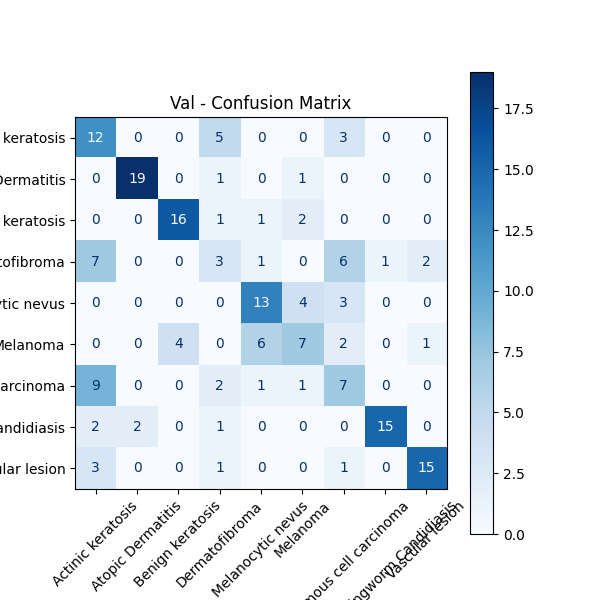 Val - Confusion Matrix
keratosis 12 0 0 5 0 0 3 0 0
Dermatitis 0 19 0 1 0 1 0 0 0
keratosis 0 0 16 1 1 2 0 0 0
tofibroma 7 0 0 3 1 0 6 1 2
ytic nevus 0 0 0 0 13 4 3 0 0
Melanoma 0 0 4 0 6 7 2 0 1
arcinoma 9 0 0 2 1 1 7 0 0
andidiasis 2 2 0 1 0 0 0 15 0
ular lesion 3 0 0 1 0 0 1 0 15
Actinic keratosis
Atopic Dermatitis
Benign keratosis
Dermatofibroma
Melanocytic nevus
Melanoma
mous cell carcinoma
ngworm Candidiasis
Vascular lesion
17.5
15.0
12.5
10.0
7.5
5.0
2.5
0.0